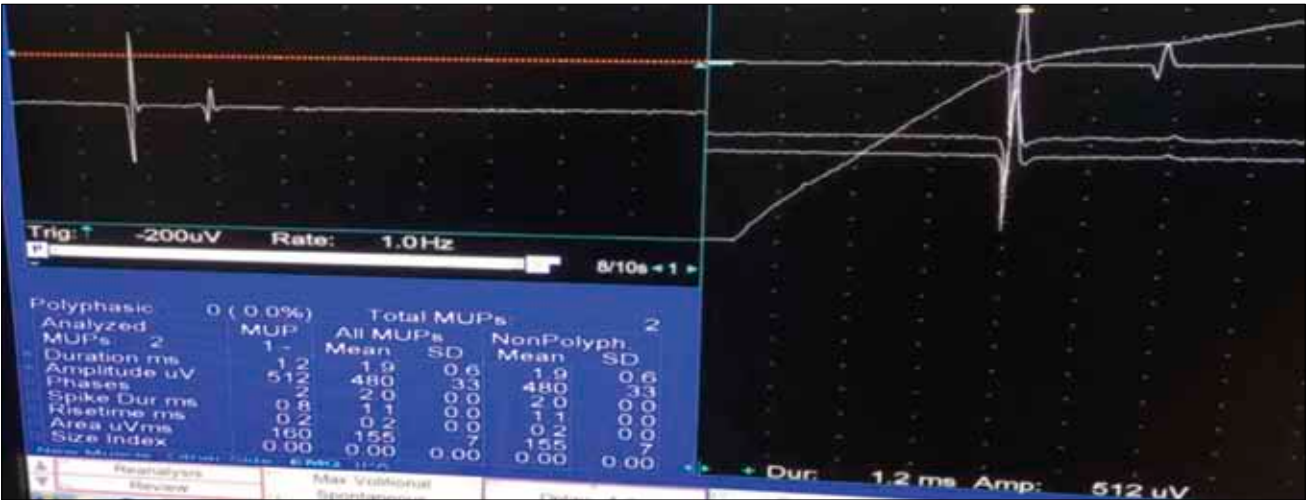 Trig: -200uV Rate: 1.0Hz
8/10s 1
Polyphasic 0 ( 0.0%) Total MUPs 2
Analyzed MUP All MUPs NonPolyph.
MUPs 2 1 - Mean SD Mean SD
Duration ms 1.2 1.9 0.6 1.9 0.6
Amplitude uV 512 480 33 480 33
Phases 2 2.0 0.0 2.0 0.0
Spike Dur ms 0.8 1.1 0.0 1.1 0.0
Risetime ms 0.2 0.2 0.0 0.2 0.0
Area uVms 160 155 7 155 7
Size Index 0.00 0.00 0.00 0.00 0.00
Dur: 1.2 ms Amp: 512 uV
Reanalysis
Review
Max Volitional
Spontaneous